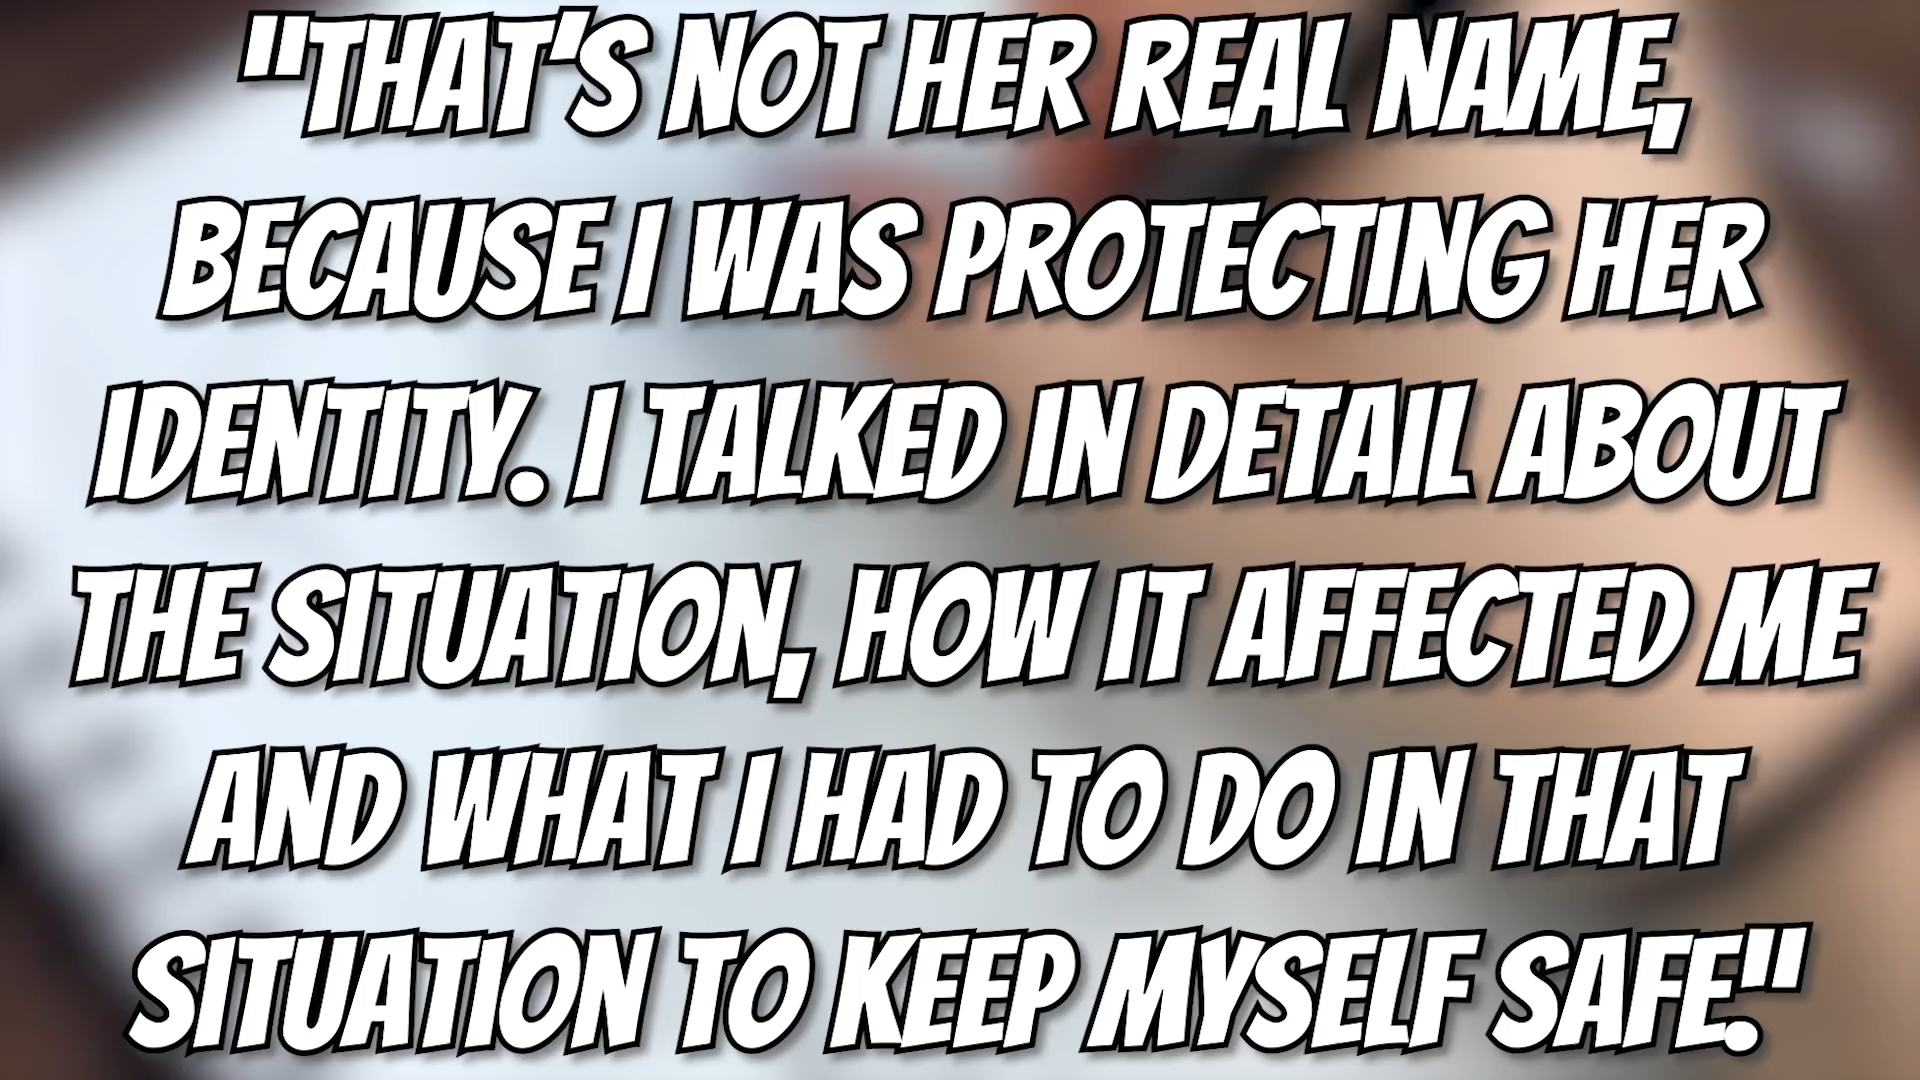 "THAT'S NOT HER REAL NAME,
BECAUSE I WAS PROTECTING HER
IDENTITY. I TALKED IN DETAIL ABOUT
THE SITUATION, HOW IT AFFECTED ME
AND WHAT I HAD TO DO IN THAT
SITUATION TO KEEP MYSELF SAFE."